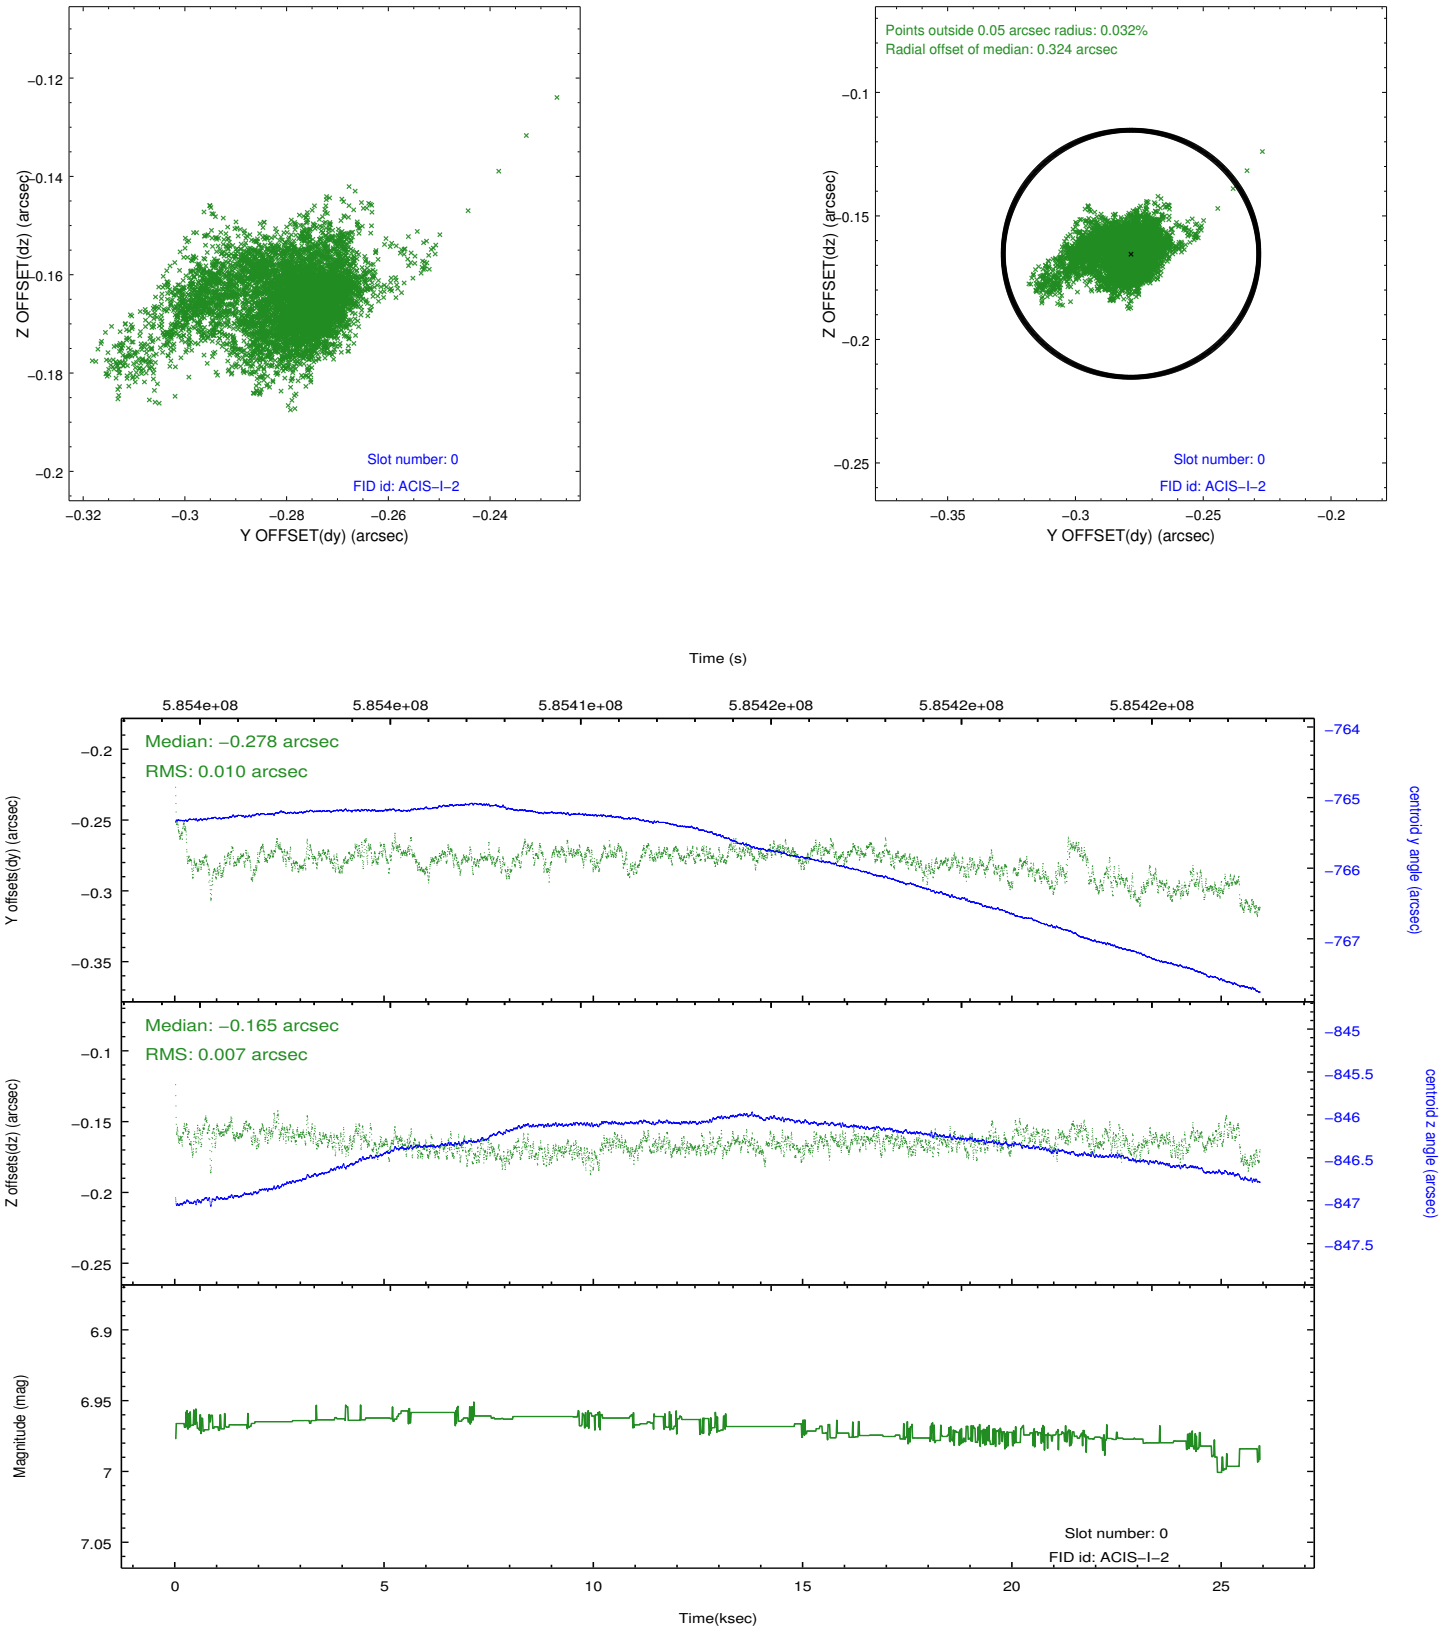 −0.12
−0.14
−0.16
−0.18
−0.2
Z OFFSET(dz) (arcsec)
Slot number: 0
FID id: ACIS−I−2
−0.32 −0.3 −0.28 −0.26 −0.24
Y OFFSET(dy) (arcsec)
Points outside 0.05 arcsec radius: 0.032%
Radial offset of median: 0.324 arcsec
−0.1
−0.15
−0.2
−0.25
Z OFFSET(dz) (arcsec)
Slot number: 0
FID id: ACIS−I−2
−0.35 −0.3 −0.25 −0.2
Y OFFSET(dy) (arcsec)
Time (s)
5.854e+08 5.854e+08 5.8541e+08 5.8542e+08 5.8542e+08 5.8542e+08
Median: −0.278 arcsec
RMS: 0.010 arcsec
−0.2
−0.25
−0.3
−0.35
Y offsets(dy) (arcsec)
−764
−765
−766
−767
centroid y angle (arcsec)
Median: −0.165 arcsec
RMS: 0.007 arcsec
−0.1
−0.15
−0.2
−0.25
Z offsets(dz) (arcsec)
−845
−845.5
−846
−846.5
−847
−847.5
centroid z angle (arcsec)
6.9
6.95
7
7.05
Magnitude (mag)
Slot number: 0
FID id: ACIS−I−2
0 5 10 15 20 25
Time(ksec)